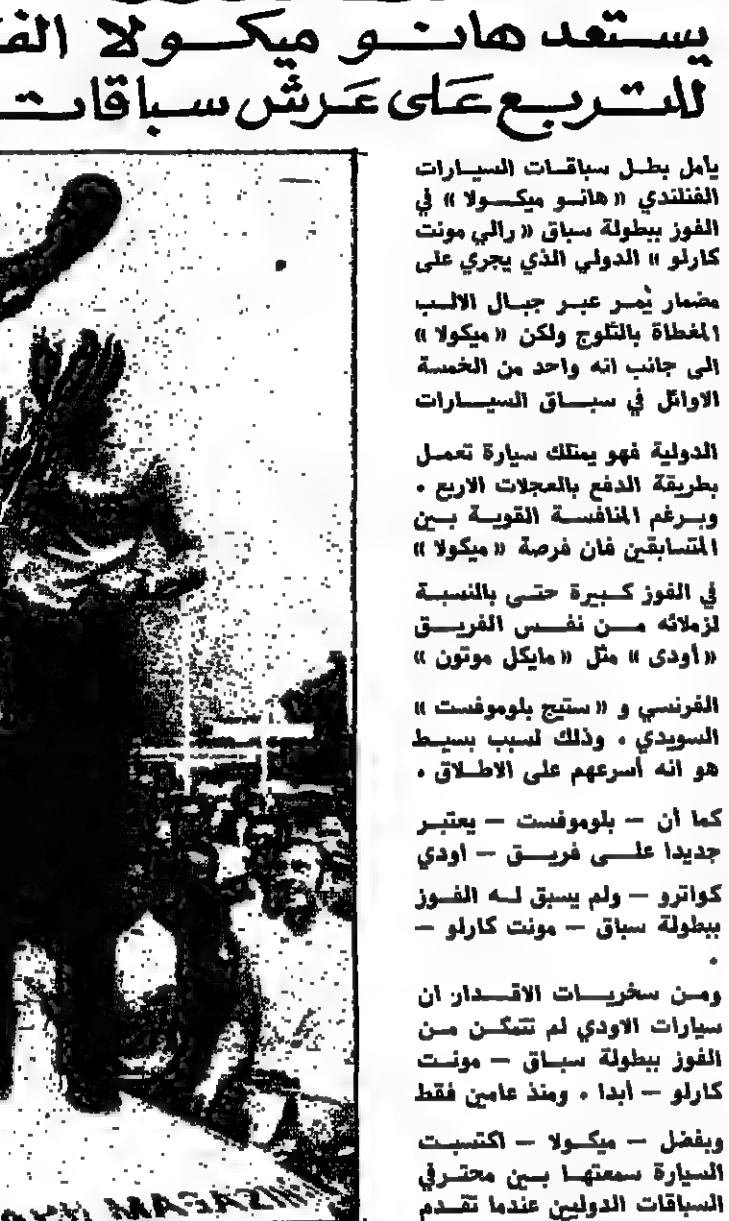 يستعد هانو ميكولا
للتربع عَلى عَرش سباقات
يأمل بطل سباقات السيارات
الفنلندي « هانو ميكولا » في
الفوز ببطولة سباق « رالي مونت
كارلو » الدولي الذي يجري على
مضمار يُمر عبر جبال الالب
المغطاة بالثلوج ولكن « ميكولا »
الى جانب انه واحد من الخمسة
الاوائل في سباق السيارات
الدولية فهو يمتلك سيارة تعمل
بطريقة الدفع بالعجلات الاربع .
وبرغم المنافسة القوية بين
المتسابقين فان فرصة « ميكولا »
في الفوز كبيرة حتى بالنسبة
لزملائه من نفس الفريق
« أودى » مثل « مايكل موتون »
الفرنسي و « ستيج بلوموفست »
السويدي . وذلك لسبب بسيط
هو انه أسرعهم على الاطلاق .
كما أن — بلوموفست — يعتبر
جديدا على فريق — اودي
كواترو — ولم يسبق له الفوز
ببطولة سباق — مونت كارلو —
.
ومن سخريات الاقدار ان
سيارات الاودي لم تتمكن من
الفوز ببطولة سباق — مونت
كارلو — أبدا . ومنذ عامين فقط
وبفضل — ميكولا — اكتسبت
السيارة سمعتها بين محترفي
السباقات الدوليين عندما تقدم